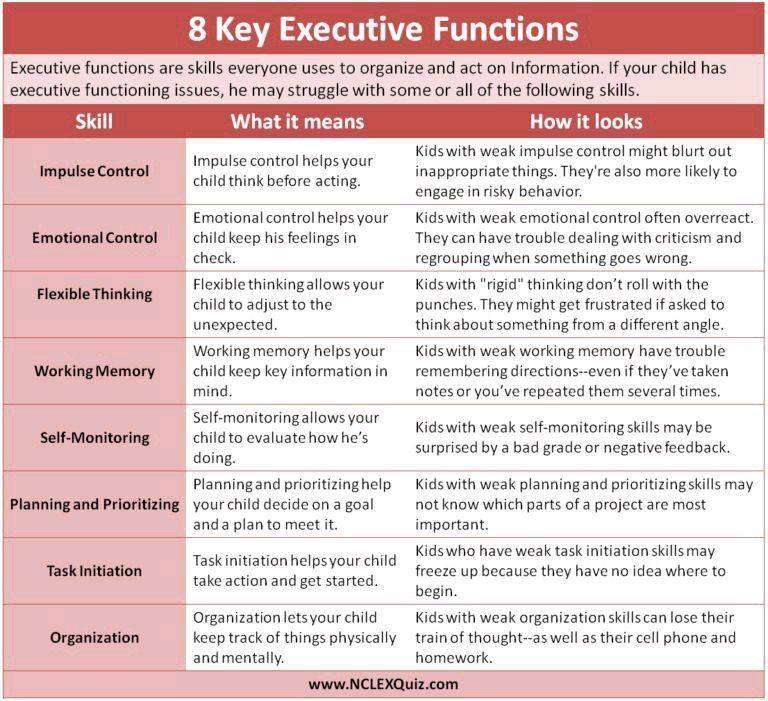 8 Key Executive Functions
Executive functions are skills everyone uses to organize and act on Information. If your child has
executive functioning issues, he may struggle with some or all of the following skills.
Skill
What it means
How it looks
Impulse Control
Impulse control helps your
child think before acting.
Kids with weak impulse control might blurt out
inappropriate things. They're also more likely to
engage in risky behavior.
Emotional Control
Emotional control helps your
child keep his feelings in
check.
Kids with weak emotional control often overreact.
They can have trouble dealing with criticism and
regrouping when something goes wrong.
Flexible Thinking
Flexible thinking allows your
child to adjust to the
unexpected.
Kids with "rigid" thinking don’t roll with the
punches. They might get frustrated if asked to
think about something from a different angle.
Working Memory
Working memory helps your
child keep key information in
mind.
Kids with weak working memory have trouble
remembering directions--even if they’ve taken
notes or you’ve repeated them several times.
Self-Monitoring
Self-monitoring allows your
child to evaluate how he’s
doing.
Kids with weak self-monitoring skills may be
surprised by a bad grade or negative feedback.
Planning and Prioritizing
Planning and prioritizing help
your child decide on a goal
and a plan to meet it.
Kids with weak planning and prioritizing skills may
not know which parts of a project are most
important.
Task Initiation
Task initiation helps your child
take action and get started.
Kids who have weak task initiation skills may
freeze up because they have no idea where to
begin.
Organization
Organization lets your child
keep track of things physically
and mentally.
Kids with weak organization skills can lose their
train of thought--as well as their cell phone and
homework.
www.NCLEXQuiz.com